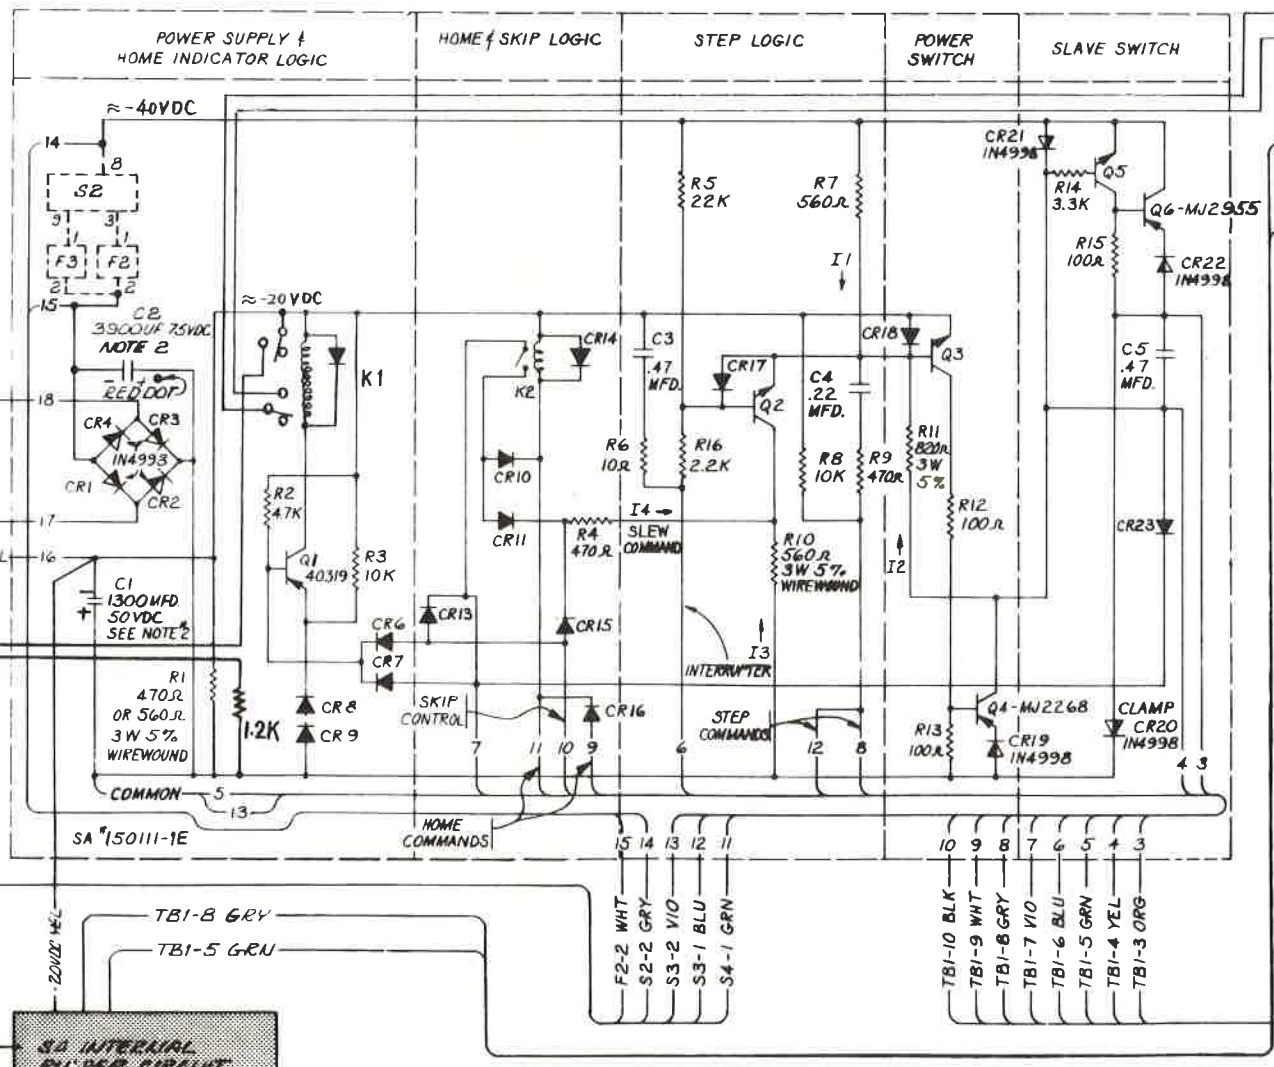 POWER SUPPLY &
HOME INDICATOR LOGIC
HOME & SKIP LOGIC
STEP LOGIC
POWER
SWITCH
SLAVE SWITCH
≈ -40VDC
14
8
S2
9
3
1
1
F3
F2
2
2
15
C2
3900UF 75VDC
NOTE 2
- +
RED DOT
18
CR4
CR3
1N4993
CR1
CR2
17
16
- +
C1
1300MFD.
50VDC
SEE NOTE #2
R1
470Ω
OR 560Ω
3W 5%
WIREWOUND
1.2K
≈ -20VDC
K1
R2
4.7K
Q1
40319
R3
10K
CR6
CR7
CR8
CR9
COMMON
5
13
SA #150111-1E
CR14
K2
CR10
CR11
R4
470Ω
CR13
CR15
SKIP
CONTROL
CR16
7
11
10
9
HOME
COMMANDS
R5
22K
R7
560Ω
I1
C3
.47
MFD.
CR17
Q2
C4
.22
MFD.
R6
10Ω
R16
2.2K
R8
10K
R9
470Ω
I4
SLEW
COMMAND
R10
560Ω
3W 5%
WIREWOUND
INTERRUPTER
I3
STEP
COMMANDS
6
12
8
CR18
Q3
R11
820Ω
3W
5%
R12
100Ω
I2
R13
100Ω
Q4-MJ2268
CR19
1N4998
CR21
1N4998
R14
3.3K
Q5
Q6-MJ2955
R15
100Ω
CR22
1N4998
C5
.47
MFD.
CR23
CLAMP
CR20
1N4998
4
3
15 14 13 12 11
10 9 8 7 6 5 4 3
F2-2 WHT
S2-2 GRY
S3-2 VIO
S3-1 BLU
S4-1 GRN
TB1-10 BLK
TB1-9 WHT
TB1-8 GRY
TB1-7 VIO
TB1-6 BLU
TB1-5 GRN
TB1-4 YEL
TB1-3 ORG
-20VDC YEL
TB1-8 GRY
TB1-5 GRN
SQ INTERNAL